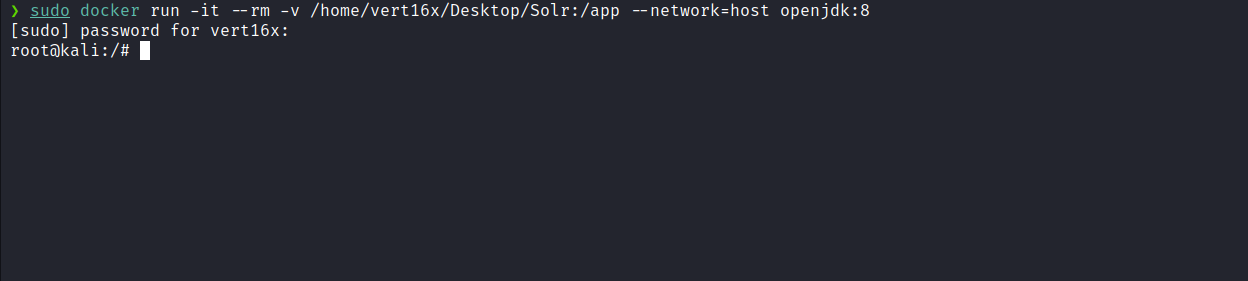 ❯ sudo docker run -it --rm -v /home/vert16x/Desktop/Solr:/app --network=host openjdk:8
[sudo] password for vert16x:
root@kali:/#